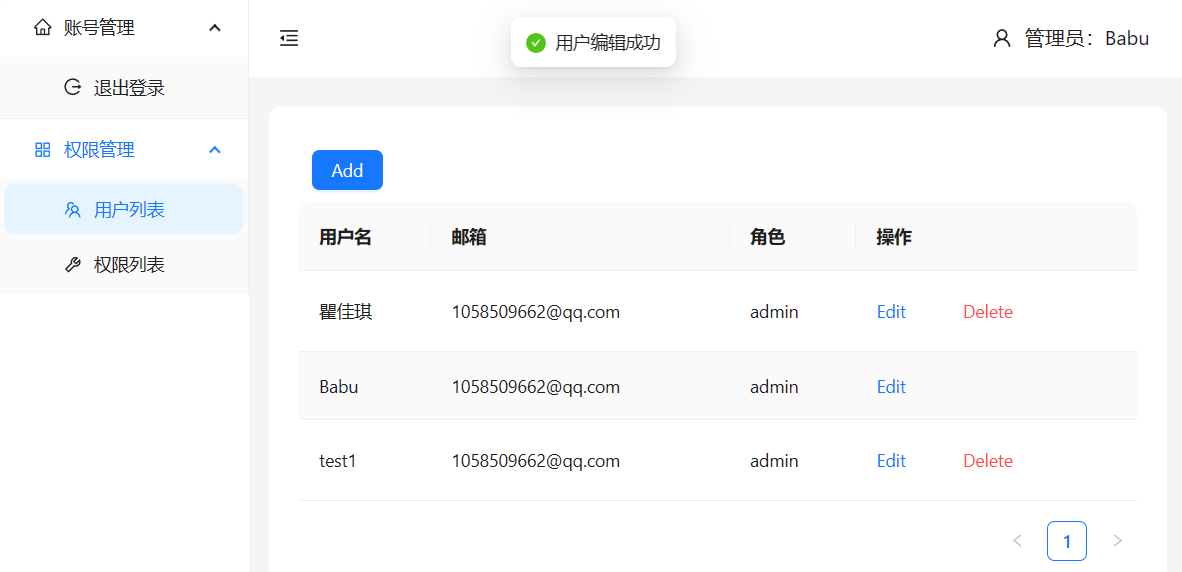 账号管理
退出登录
权限管理
用户列表
权限列表
用户编辑成功
管理员：Babu
Add
用户名 邮箱 角色 操作
瞿佳琪 1058509662@qq.com admin Edit Delete
Babu 1058509662@qq.com admin Edit
test1 1058509662@qq.com admin Edit Delete
1